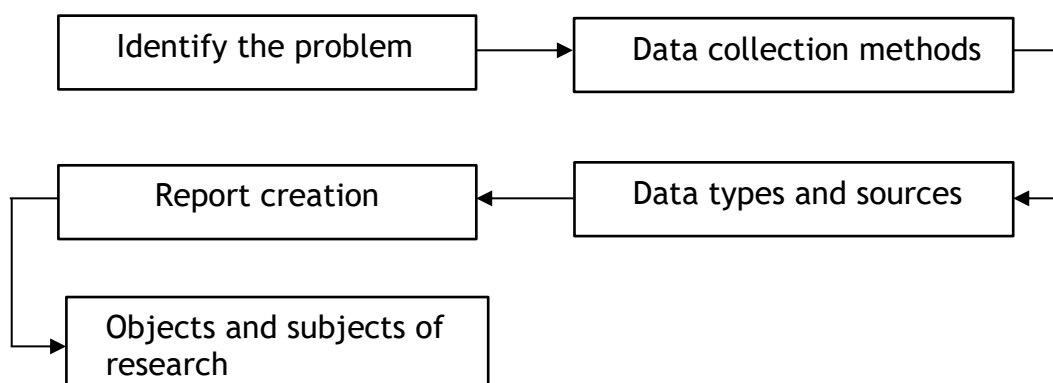 Identify the problem
Data collection methods
Data types and sources
Report creation
Objects and subjects of
research